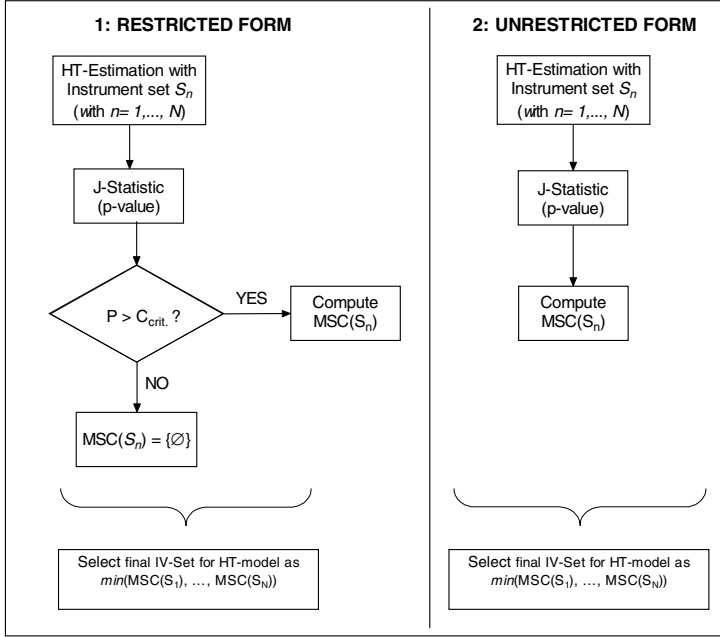 1: RESTRICTED FORM
HT-Estimation with
Instrument set Sₙ
(with n= 1,..., N)
J-Statistic
(p-value)
P > C_crit. ?
YES
Compute
MSC(Sₙ)
NO
MSC(Sₙ) = {∅}
Select final IV-Set for HT-model as
min(MSC(S₁), …, MSC(S_N))
2: UNRESTRICTED FORM
HT-Estimation with
Instrument set Sₙ
(with n= 1,..., N)
J-Statistic
(p-value)
Compute
MSC(Sₙ)
Select final IV-Set for HT-model as
min(MSC(S₁), …, MSC(S_N))